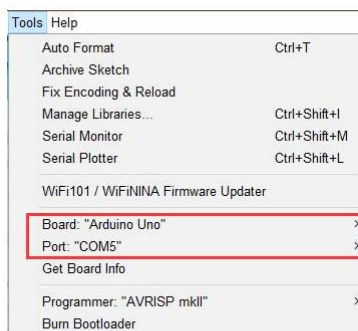 Tools Help
Auto Format Ctrl+T
Archive Sketch
Fix Encoding & Reload
Manage Libraries... Ctrl+Shift+I
Serial Monitor Ctrl+Shift+M
Serial Plotter Ctrl+Shift+L
WiFi101 / WiFiNINA Firmware Updater
Board: "Arduino Uno"
Port: "COM5"
Get Board Info
Programmer: "AVRISP mkII"
Burn Bootloader